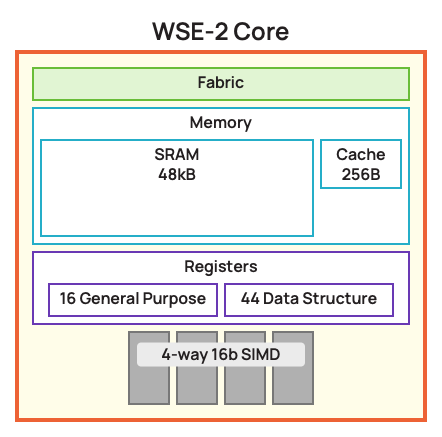 WSE-2 Core
Fabric
Memory
SRAM
48kB
Cache
256B
Registers
16 General Purpose
44 Data Structure
4-way 16b SIMD